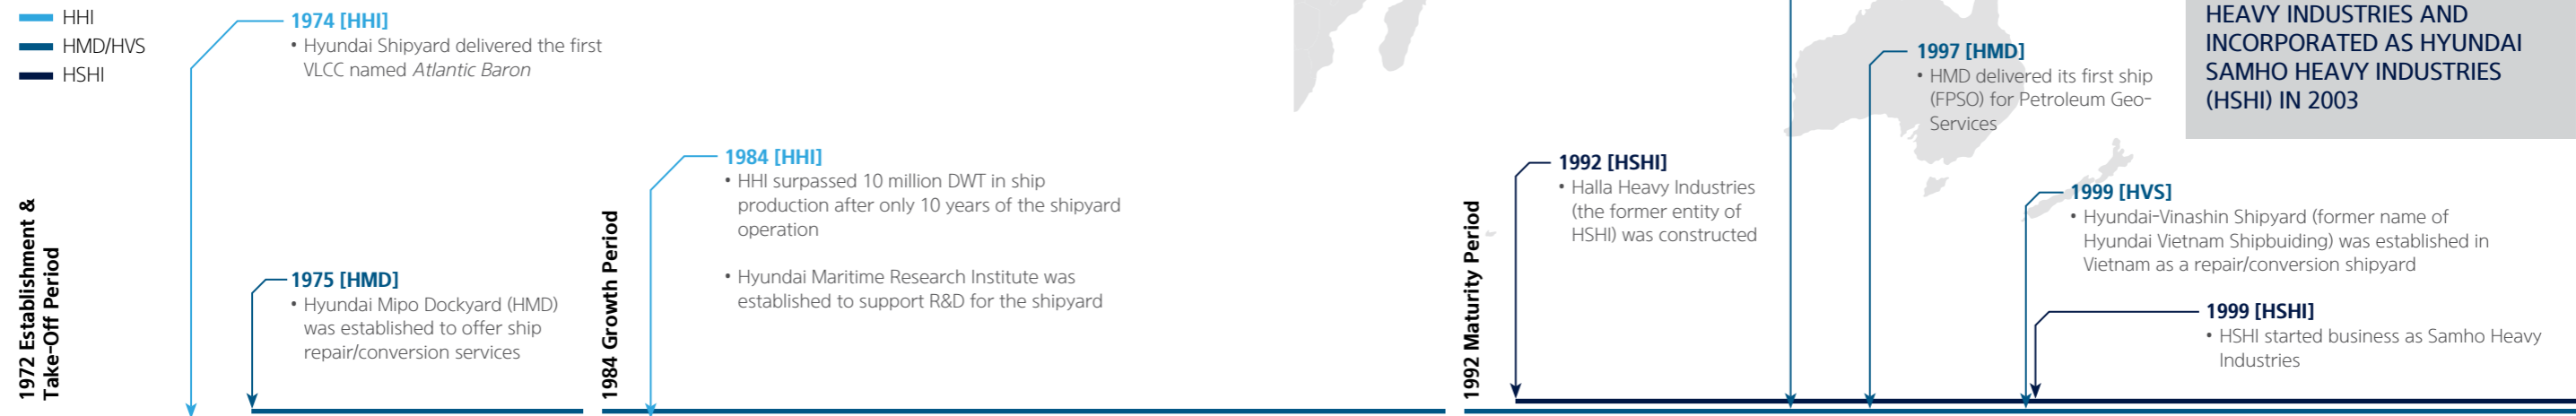 HHI
HMD/HVS
HSHI
1972 Establishment &
Take-Off Period
1974 [HHI]
• Hyundai Shipyard delivered the first
VLCC named Atlantic Baron
1975 [HMD]
• Hyundai Mipo Dockyard (HMD)
was established to offer ship
repair/conversion services
1984 Growth Period
1984 [HHI]
• HHI surpassed 10 million DWT in ship
production after only 10 years of the shipyard
operation
• Hyundai Maritime Research Institute was
established to support R&D for the shipyard
1992 Maturity Period
1992 [HSHI]
• Halla Heavy Industries
(the former entity of
HSHI) was constructed
1997 [HMD]
• HMD delivered its first ship
(FPSO) for Petroleum Geo-
Services
1999 [HVS]
• Hyundai-Vinashin Shipyard (former name of
Hyundai Vietnam Shipbuiding) was established in
Vietnam as a repair/conversion shipyard
1999 [HSHI]
• HSHI started business as Samho Heavy
Industries
HEAVY INDUSTRIES AND
INCORPORATED AS HYUNDAI
SAMHO HEAVY INDUSTRIES
(HSHI) IN 2003